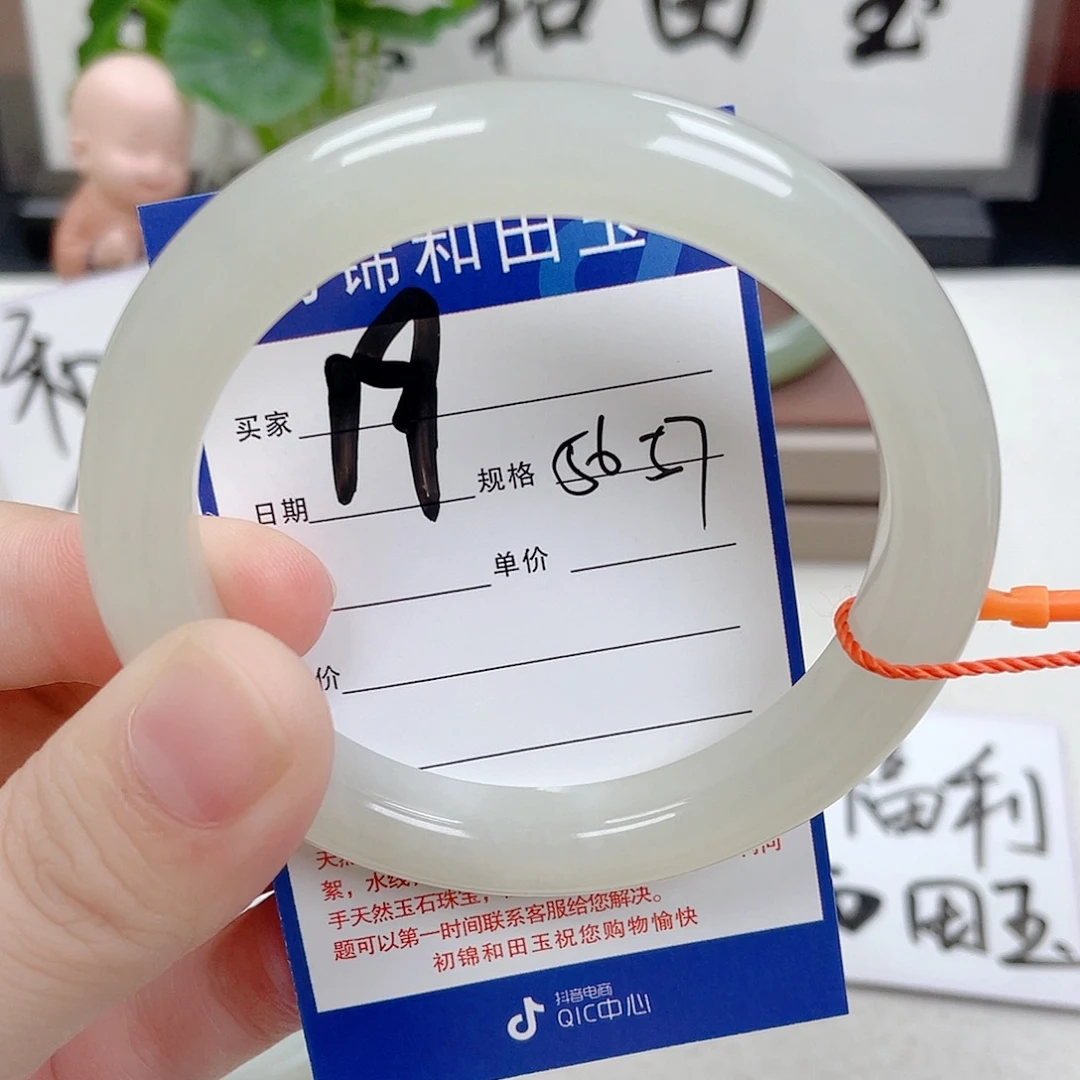 和田玉
锦和田玉
和
买家
A
日期
规格 56 57
单价
价
絮，水线
手天然玉石珠宝，
题可以第一时间联系客服给您解决。
初锦和田玉祝您购物愉快
抖音电商
QIC中心
福利
田玉